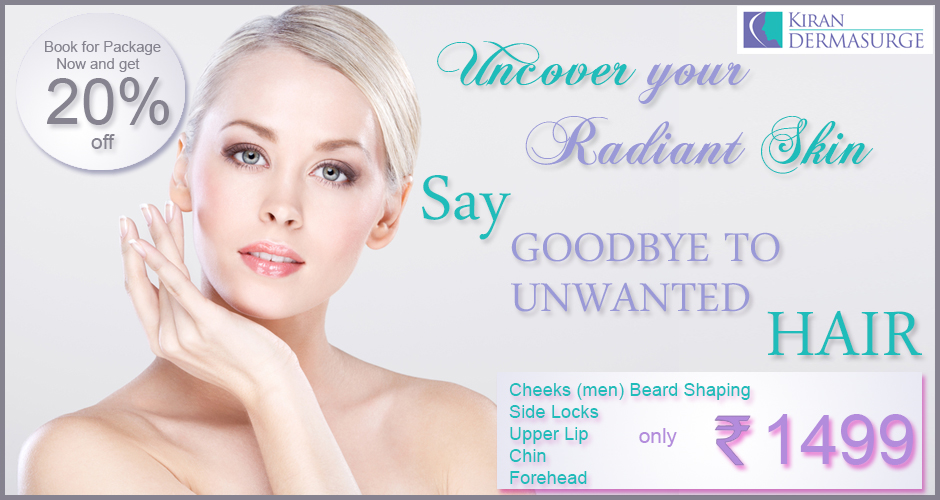 Book for Package
Now and get
20%
off
KIRAN
DERMASURGE
Uncover your
Radiant Skin
Say
GOODBYE TO
UNWANTED
HAIR
Cheeks (men) Beard Shaping
Side Locks
Upper Lip
Chin
Forehead
only ₹ 1499